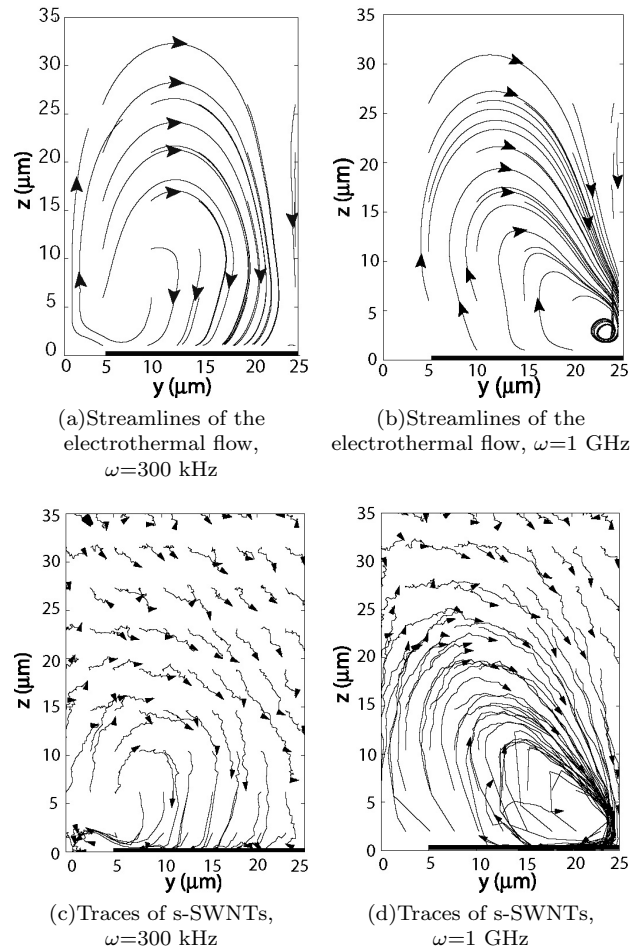 35
30
25
20
15
10
5
0
z (μm)
0 5 10 15 20 25
y (μm)
(a)Streamlines of the
electrothermal flow,
ω=300 kHz
35
30
25
20
15
10
5
0
z (μm)
0 5 10 15 20 25
y (μm)
(b)Streamlines of the
electrothermal flow, ω=1 GHz
35
30
25
20
15
10
5
0
z (μm)
0 5 10 15 20 25
y (μm)
(c)Traces of s-SWNTs,
ω=300 kHz
35
30
25
20
15
10
5
0
z (μm)
0 5 10 15 20 25
y (μm)
(d)Traces of s-SWNTs,
ω=1 GHz